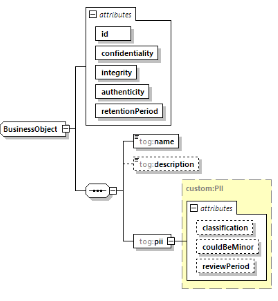 attributes
id
confidentiality
integrity
authenticity
retentionPeriod
BusinessObject
tog:name
tog:description
custom:PII
attributes
tog:pii
classification
couldBeMinor
reviewPeriod